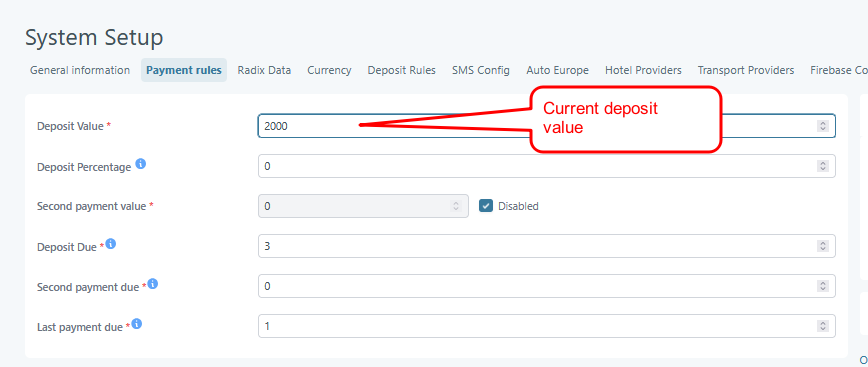 System Setup
General information Payment rules Radix Data Currency Deposit Rules SMS Config Auto Europe Hotel Providers Transport Providers Firebase Co
Current deposit
value
Deposit Value * 2000
Deposit Percentage 0
Second payment value * 0 Disabled
Deposit Due * 3
Second payment due * 0
Last payment due * 1
O